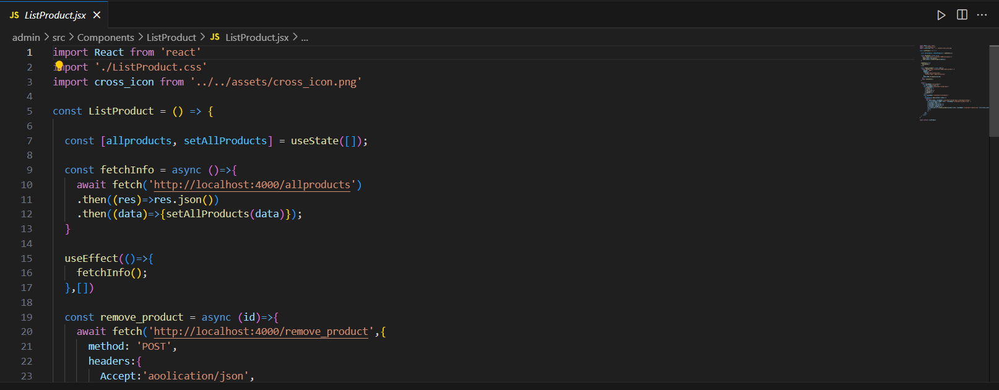 JS ListProduct.jsx
admin > src > Components > ListProduct > JS ListProduct.jsx > ...
1 import React from 'react'
2 import './ListProduct.css'
3 import cross_icon from '../../assets/cross_icon.png'
4
5 const ListProduct = () => {
6
7 const [allproducts, setAllProducts] = useState([]);
8
9 const fetchInfo = async ()=>{
10 await fetch('http://localhost:4000/allproducts')
11 .then((res)=>res.json())
12 .then((data)=>{setAllProducts(data)});
13 }
14
15 useEffect(()=>{
16 fetchInfo();
17 },[])
18
19 const remove_product = async (id)=>{
20 await fetch('http://localhost:4000/remove_product',{
21 method: 'POST',
22 headers:{
23 Accept:'aoolication/json',